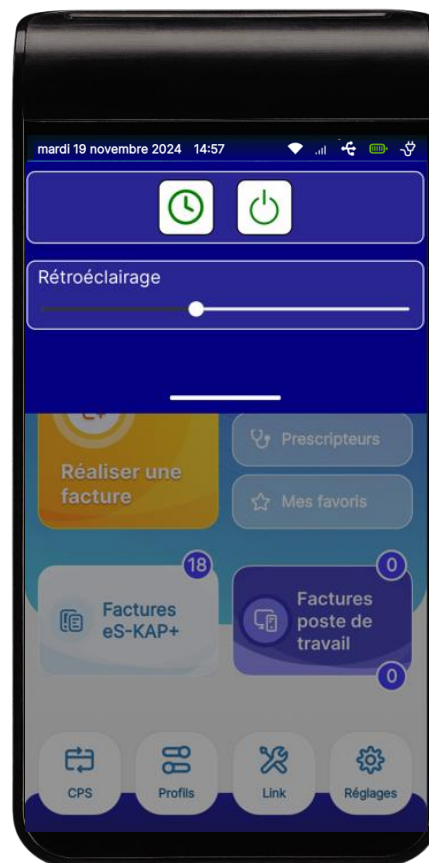 mardi 19 novembre 2024 14:57
Rétroéclairage
Réaliser une
facture
Prescripteurs
Mes favoris
18
Factures
eS-KAP+
0
Factures
poste de
travail
0
CPS
Profils
Link
Réglages